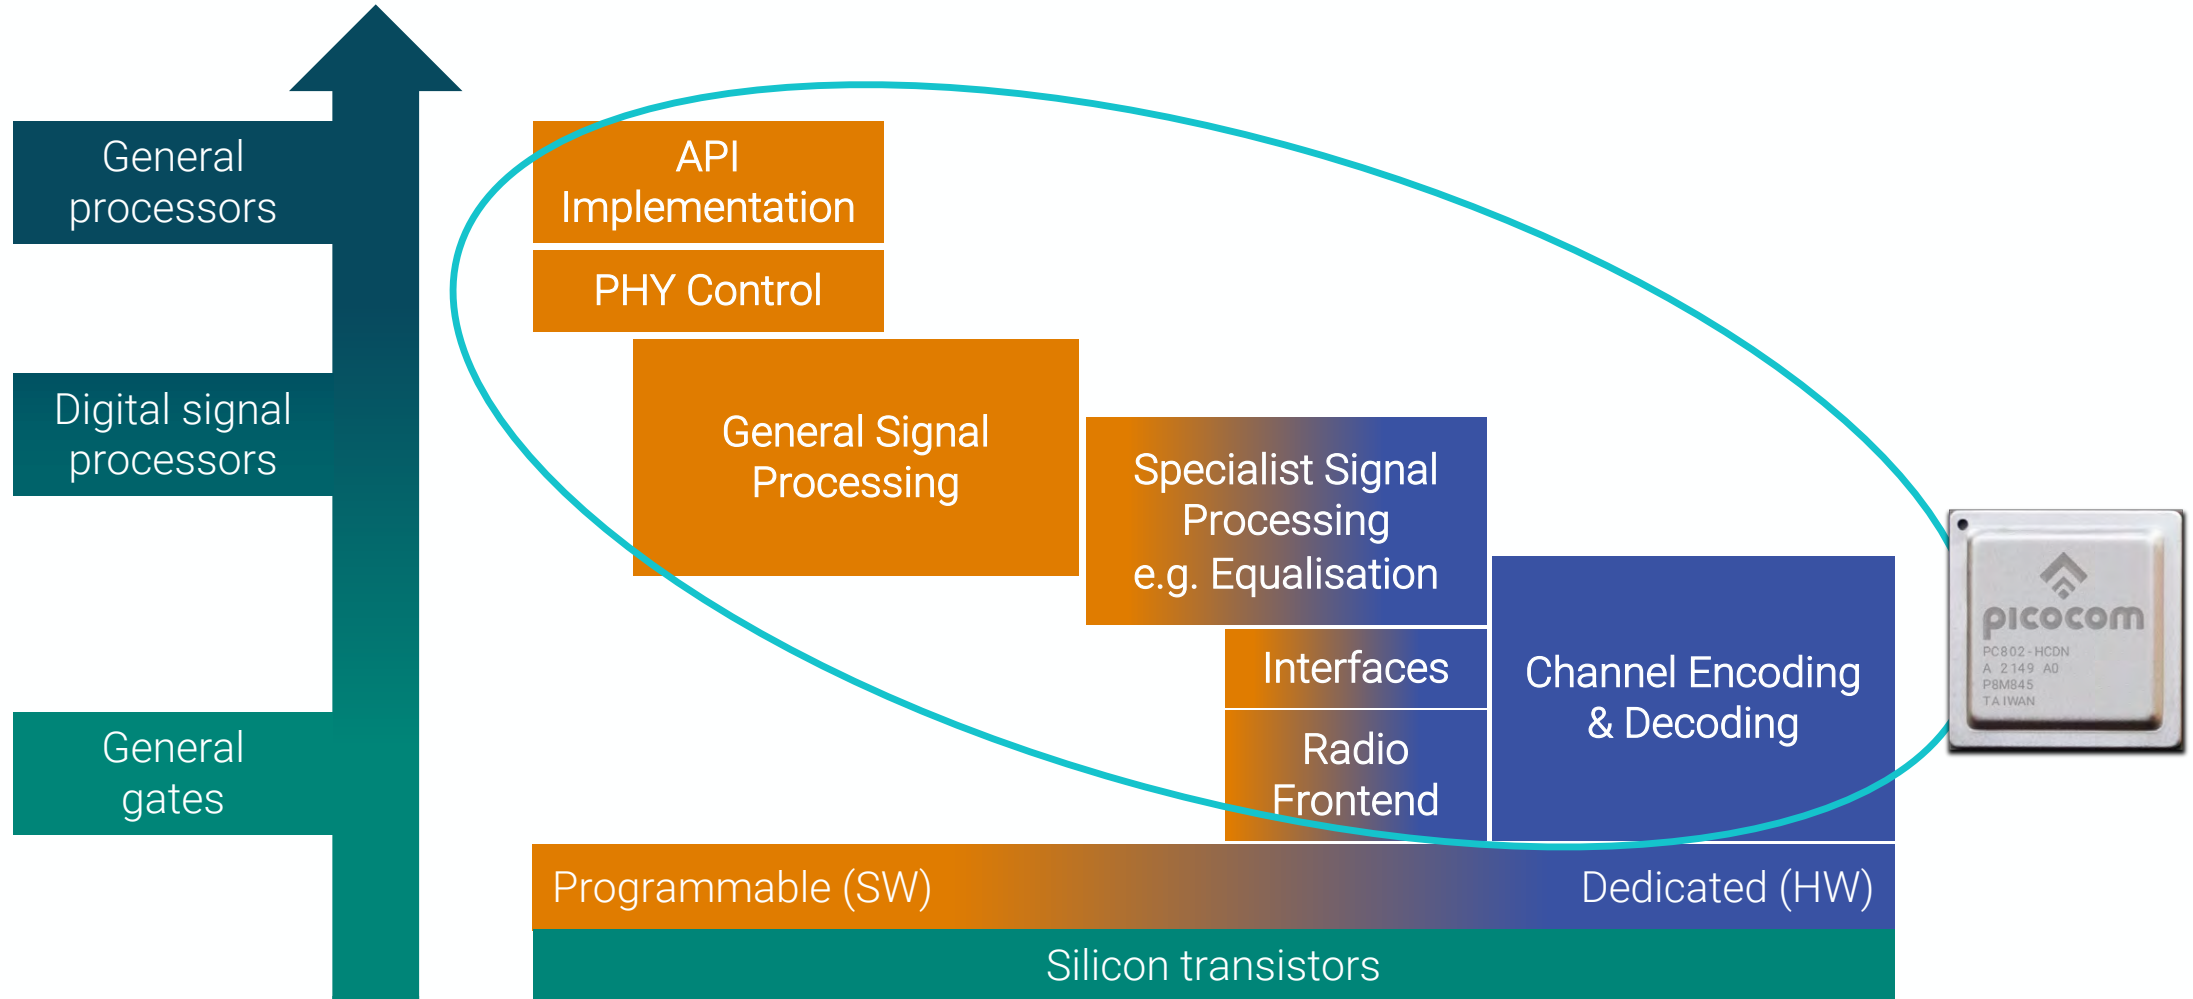 General
processors
Digital signal
processors
General
gates
API
Implementation
PHY Control
General Signal
Processing
Specialist Signal
Processing
e.g. Equalisation
Interfaces
Radio
Frontend
Channel Encoding
& Decoding
picocom
PC802-HCDN
A 2149 A0
P8M845
TAIWAN
Programmable (SW)
Dedicated (HW)
Silicon transistors